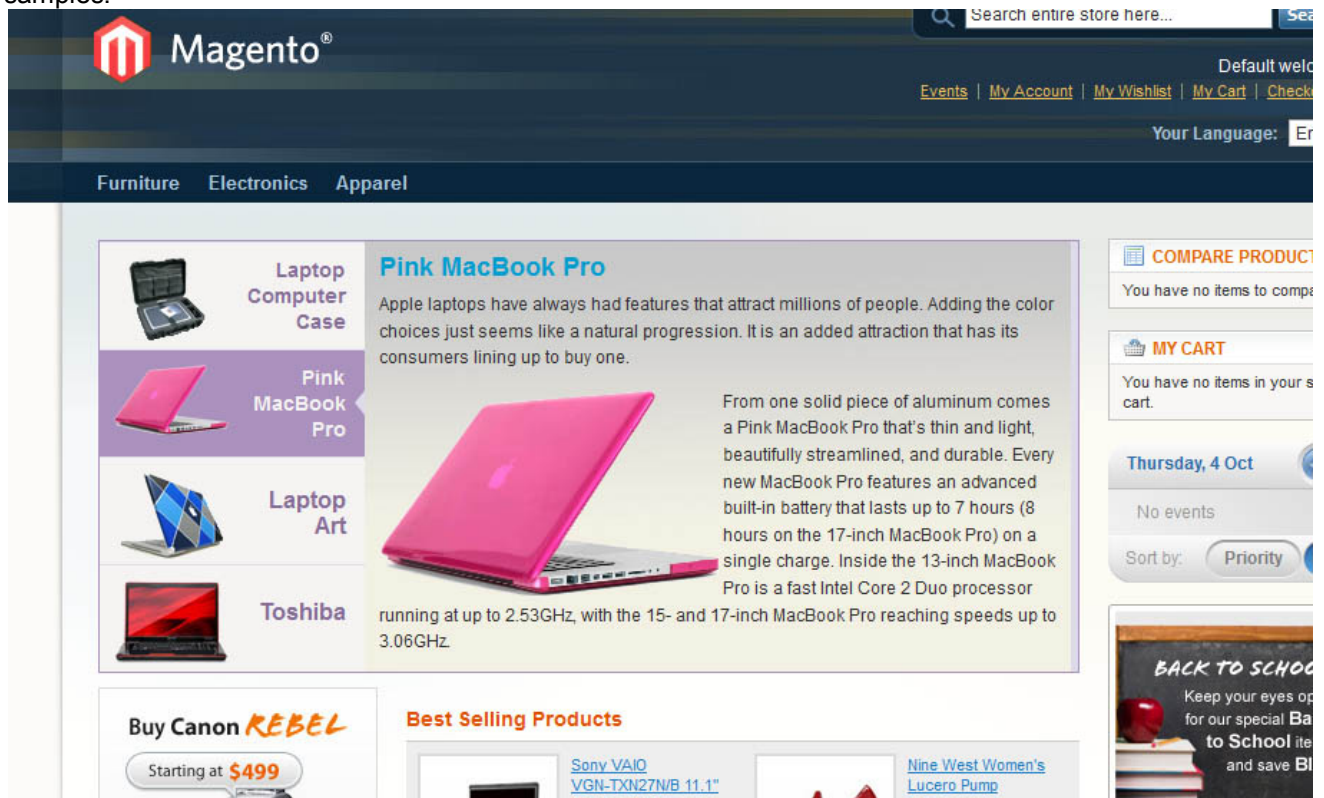 samples.
Magento®
Search entire store here...
Default
Events | My Account | My Wishlist | My Cart |
Your Language:
Furniture Electronics Apparel
Laptop
Computer
Case
Pink
MacBook
Pro
Laptop
Art
Toshiba
Pink MacBook Pro
Apple laptops have always had features that attract millions of people. Adding the color
choices just seems like a natural progression. It is an added attraction that has its
consumers lining up to buy one.
From one solid piece of aluminum comes
a Pink MacBook Pro that's thin and light,
beautifully streamlined, and durable. Every
new MacBook Pro features an advanced
built-in battery that lasts up to 7 hours (8
hours on the 17-inch MacBook Pro) on a
single charge. Inside the 13-inch MacBook
Pro is a fast Intel Core 2 Duo processor
running at up to 2.53GHz, with the 15- and 17-inch MacBook Pro reaching speeds up to
3.06GHz.
COMPARE
You have no items to
MY CART
You have no items in your
cart.
Thursday, 4 Oct
No events
Sort by: Priority
BACK TO
Keep your eyes
for our special
to School
and save
Buy Canon REBEL
Starting at $499
Best Selling Products
Sony VAIO
VGN-TXN27N/B 11.1"
Nine West Women's
Lucero Pump